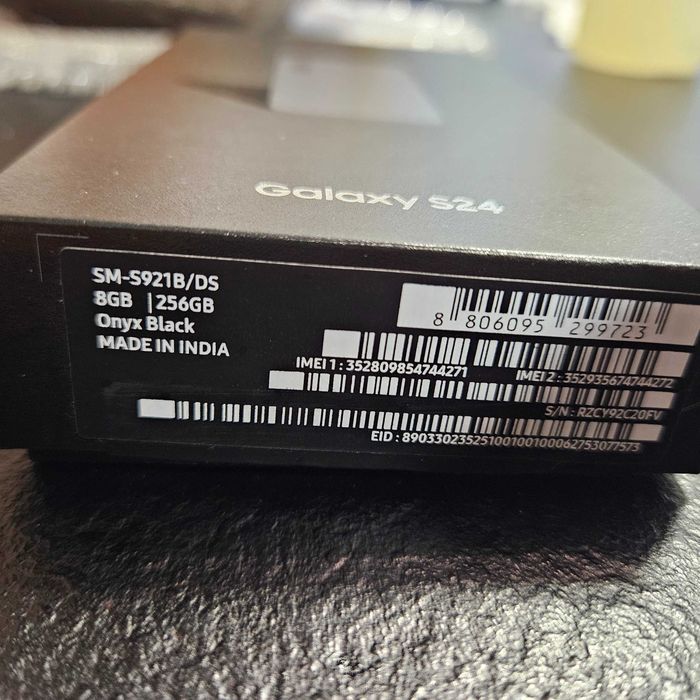 Galaxy S24
SM-S921B/DS
8GB | 256GB
Onyx Black
MADE IN INDIA
8 806095 299723
IMEI 1 : 352809854744271
IMEI 2 : 352935674744272
S/N : RZCY92C20FV
EID : 89033023525100100100062753077573